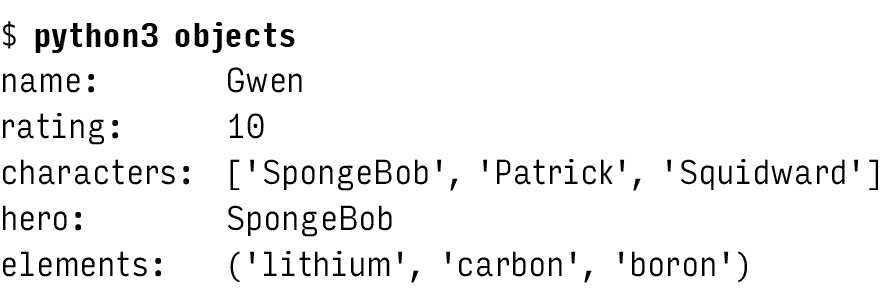 $ python3 objects
name: Gwen
rating: 10
characters: ['SpongeBob', 'Patrick', 'Squidward']
hero: SpongeBob
elements: ('lithium', 'carbon', 'boron')